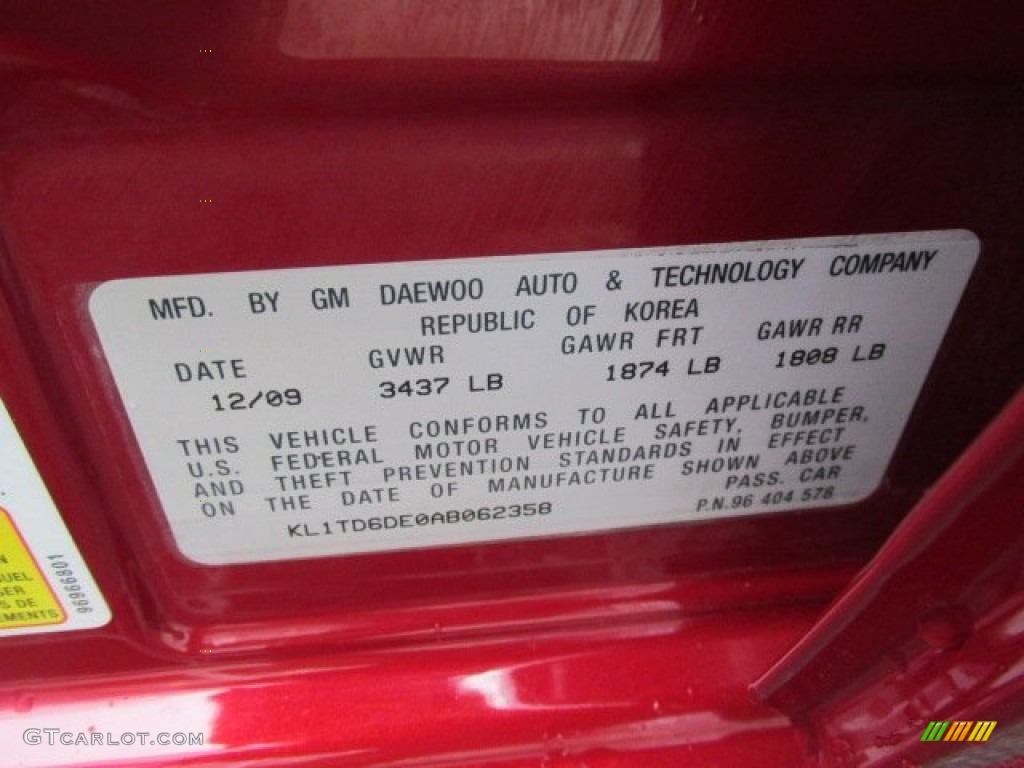 MFD. BY GM DAEWOO AUTO & TECHNOLOGY COMPANY
REPUBLIC OF KOREA
DATE GVWR GAWR FRT GAWR RR
12/09 3437 LB 1874 LB 1808 LB
THIS VEHICLE CONFORMS TO ALL APPLICABLE
U.S. FEDERAL MOTOR VEHICLE SAFETY, BUMPER,
AND THEFT PREVENTION STANDARDS IN EFFECT
ON THE DATE OF MANUFACTURE SHOWN ABOVE
PASS. CAR
KL1TD6DE0AB062358
P.N.96 404 578
S DE
96966801
GTCARLOT.COM